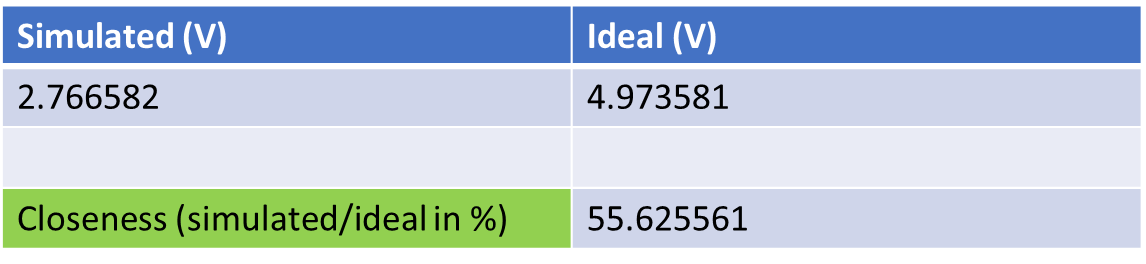 Simulated (V) Ideal (V)
2.766582 4.973581
Closeness (simulated/ideal in %) 55.625561